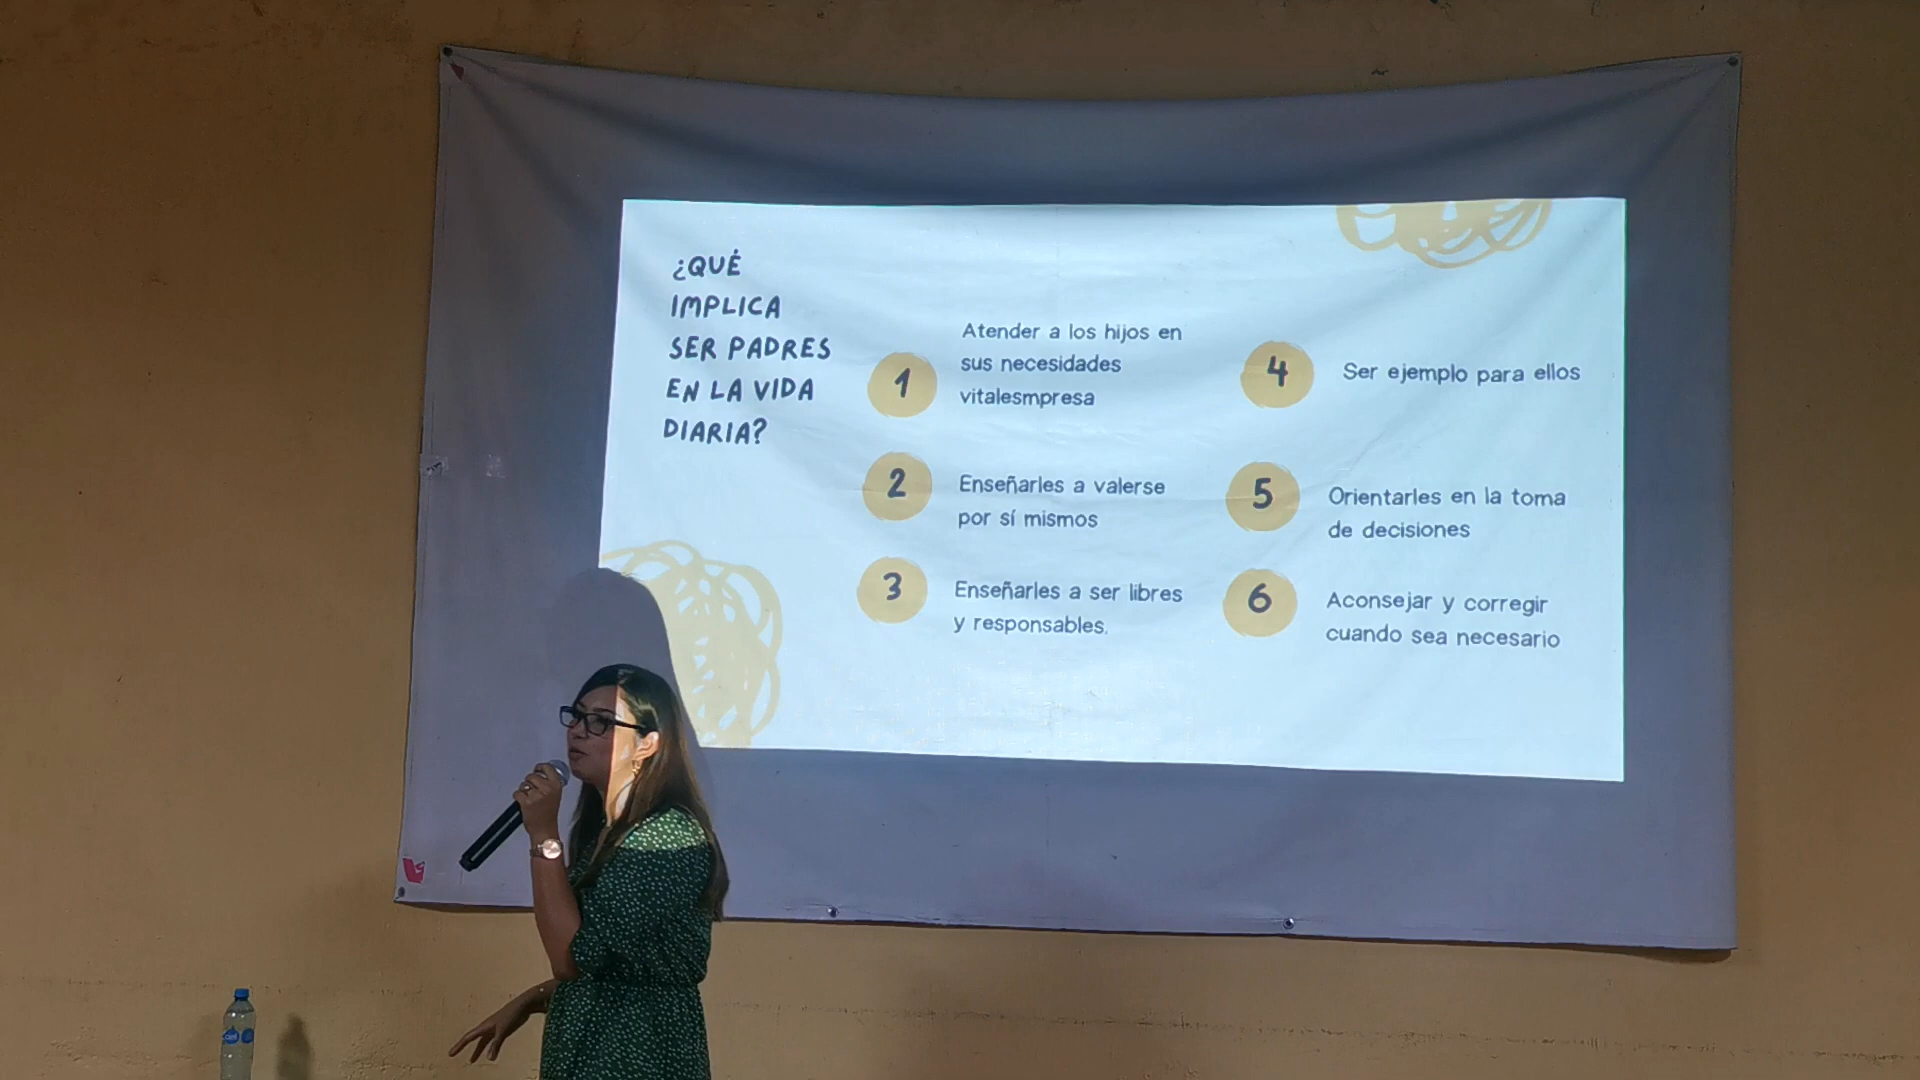 ¿QUÉ
IMPLICA
SER PADRES
EN LA VIDA
DIARIA?
1
Atender a los hijos en
sus necesidades
vitalesmpresa
2
Enseñarles a valerse
por sí mismos
3
Enseñarles a ser libres
y responsables.
4
Ser ejemplo para ellos
5
Orientarles en la toma
de decisiones
6
Aconsejar y corregir
cuando sea necesario